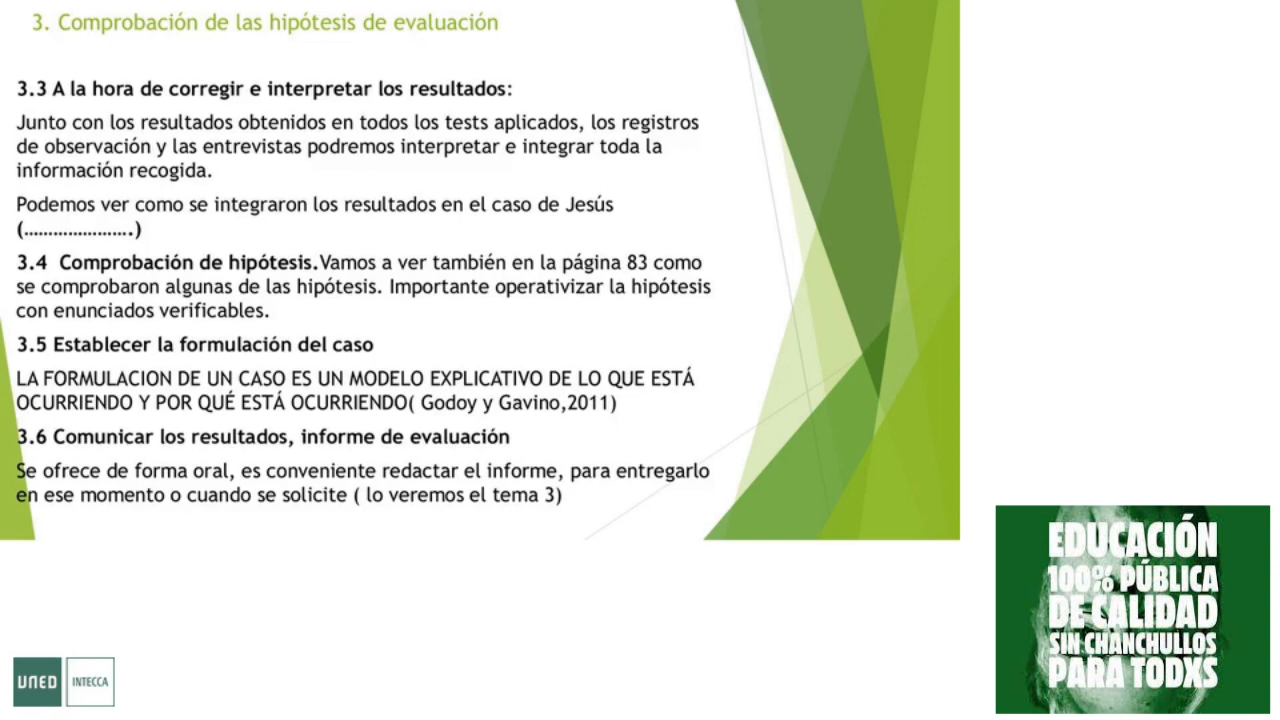 3. Comprobación de las hipótesis de evaluación
3.3 A la hora de corregir e interpretar los resultados:
Junto con los resultados obtenidos en todos los tests aplicados, los registros
de observación y las entrevistas podremos interpretar e integrar toda la
información recogida.
Podemos ver como se integraron los resultados en el caso de Jesús
(………………….)
3.4 Comprobación de hipótesis.Vamos a ver también en la página 83 como
se comprobaron algunas de las hipótesis. Importante operativizar la hipótesis
con enunciados verificables.
3.5 Establecer la formulación del caso
LA FORMULACION DE UN CASO ES UN MODELO EXPLICATIVO DE LO QUE ESTÁ
OCURRIENDO Y POR QUÉ ESTÁ OCURRIENDO( Godoy y Gavino,2011)
3.6 Comunicar los resultados, informe de evaluación
Se ofrece de forma oral, es conveniente redactar el informe, para entregarlo
en ese momento o cuando se solicite ( lo veremos el tema 3)
EDUCACIÓN
100% PÚBLICA
DE CALIDAD
SIN CHANCHULLOS
PARA TODXS
UNED INTECCA